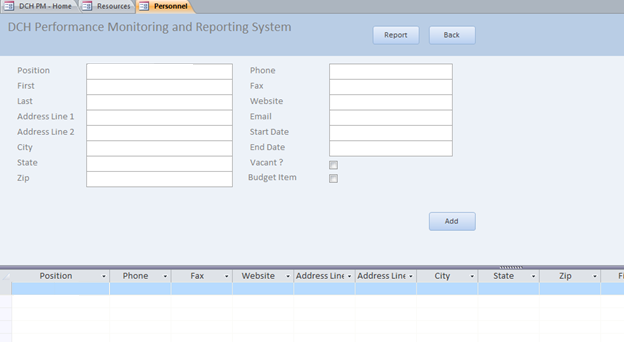 DCH PM - Home Resources Personnel
DCH Performance Monitoring and Reporting System
Report Back
Position Phone
First Fax
Last Website
Address Line 1 Email
Address Line 2 Start Date
City End Date
State Vacant ?
Zip Budget Item
Add
Position Phone Fax Website Address Line Address Line City State Zip Fi